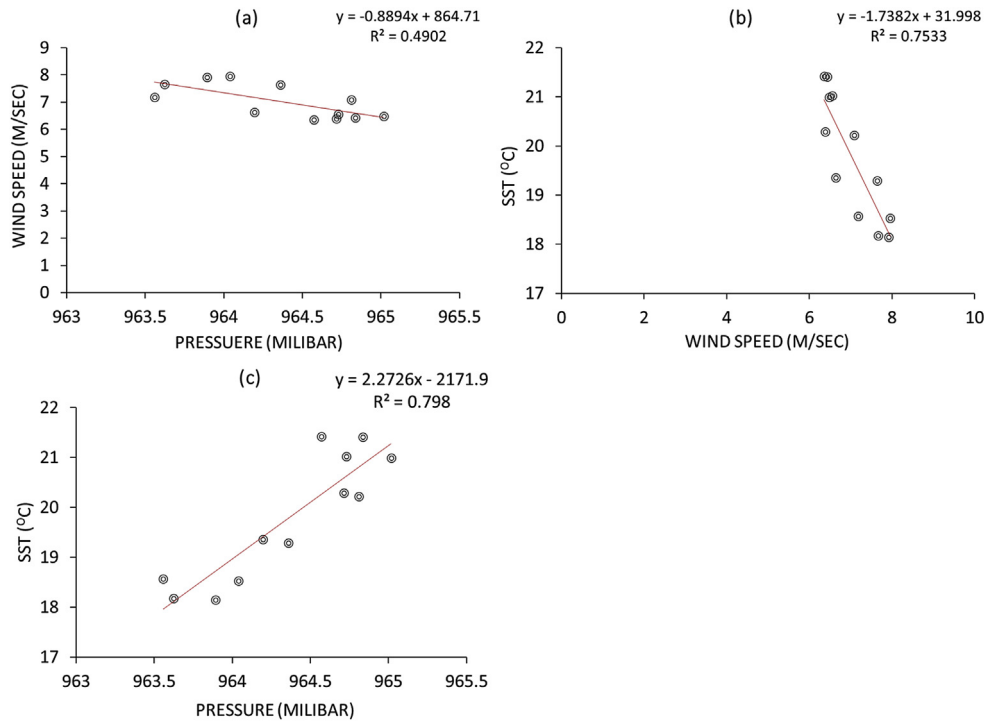 (a)
y = -0.8894x + 864.71
R² = 0.4902
9
8
7
6
5
4
3
2
1
0
WIND SPEED (M/SEC)
963 963.5 964 964.5 965 965.5
PRESSUERE (MILIBAR)
(b)
y = -1.7382x + 31.998
R² = 0.7533
22
21
20
19
18
17
SST (⁰C)
0 2 4 6 8 10
WIND SPEED (M/SEC)
(c)
y = 2.2726x - 2171.9
R² = 0.798
22
21
20
19
18
17
SST (⁰C)
963 963.5 964 964.5 965 965.5
PRESSURE (MILIBAR)